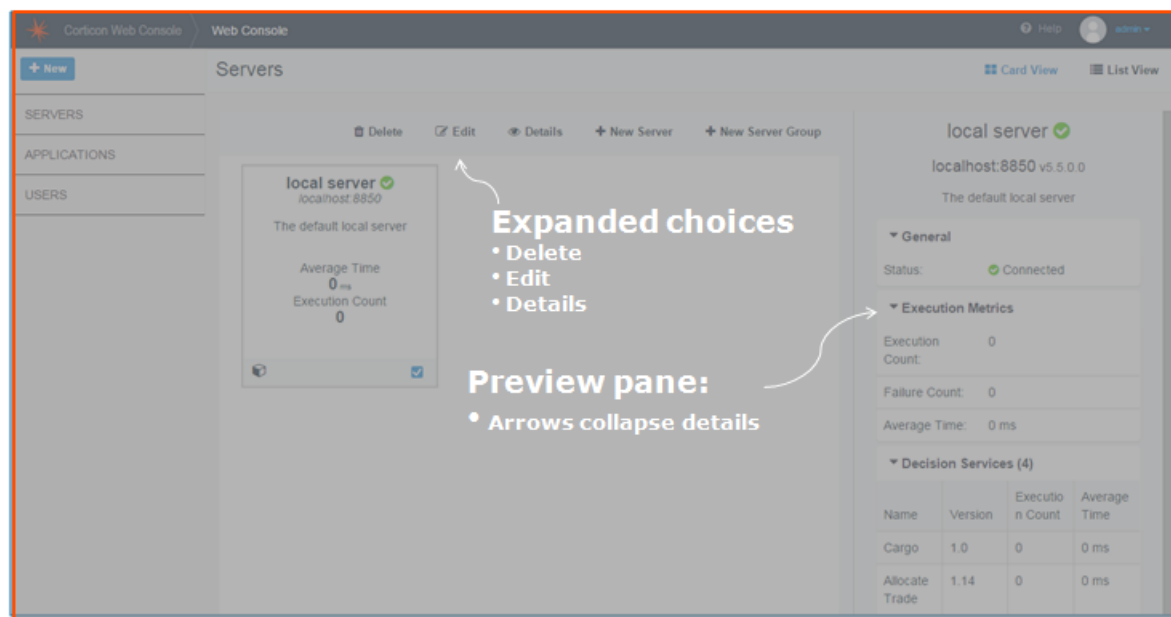 Corticon Web Console
Web Console
Help
admin
+ New
Servers
Card View
List View
SERVERS
APPLICATIONS
USERS
Delete
Edit
Details
+ New Server
+ New Server Group
local server
localhost:8850
The default local server
Average Time
0 ms
Execution Count
0
Expanded choices
• Delete
• Edit
• Details
Preview pane:
• Arrows collapse details
local server
localhost:8850 v5.5.0.0
The default local server
General
Status: Connected
Execution Metrics
Execution 0
Count:
Failure Count: 0
Average Time: 0 ms
Decision Services (4)
Executio Average
Name Version n Count Time
Cargo 1.0 0 0 ms
Allocate 1.14 0 0 ms
Trade